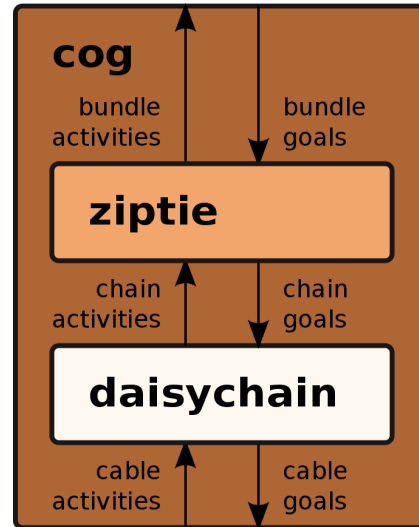 cog
bundle
activities
bundle
goals
ziptie
chain
activities
chain
goals
daisychain
cable
activities
cable
goals